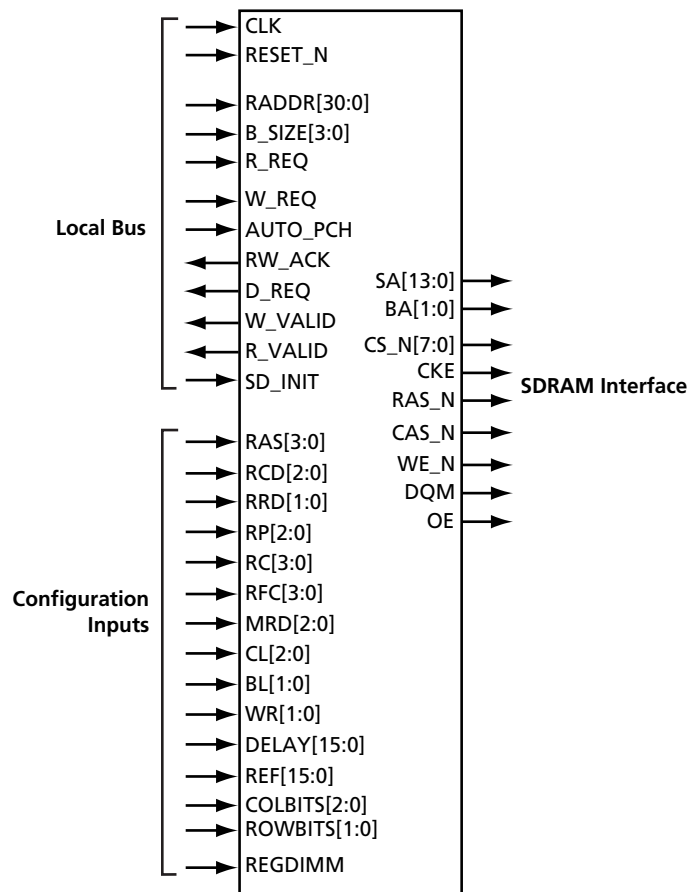 CLK
RESET_N
RADDR[30:0]
B_SIZE[3:0]
R_REQ
W_REQ
AUTO_PCH
RW_ACK
D_REQ
W_VALID
R_VALID
SD_INIT
Local Bus
SA[13:0]
BA[1:0]
CS_N[7:0]
CKE
RAS_N
CAS_N
WE_N
DQM
OE
SDRAM Interface
RAS[3:0]
RCD[2:0]
RRD[1:0]
RP[2:0]
RC[3:0]
RFC[3:0]
MRD[2:0]
CL[2:0]
BL[1:0]
WR[1:0]
DELAY[15:0]
REF[15:0]
COLBITS[2:0]
ROWBITS[1:0]
REGDIMM
Configuration
Inputs